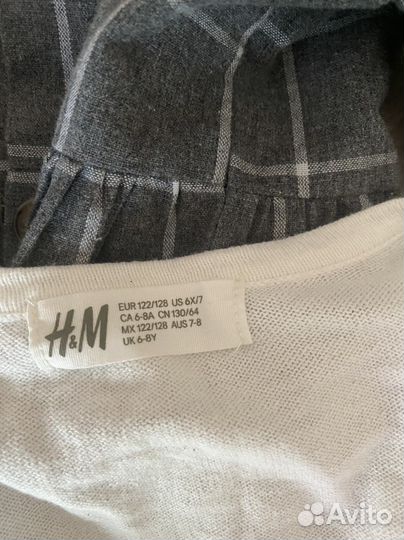 H&M
EUR 122/128 US 6X/7
CA 6-8A CN 130/64
MX 122/128 AUS 7-8
UK 6-8Y
Avito